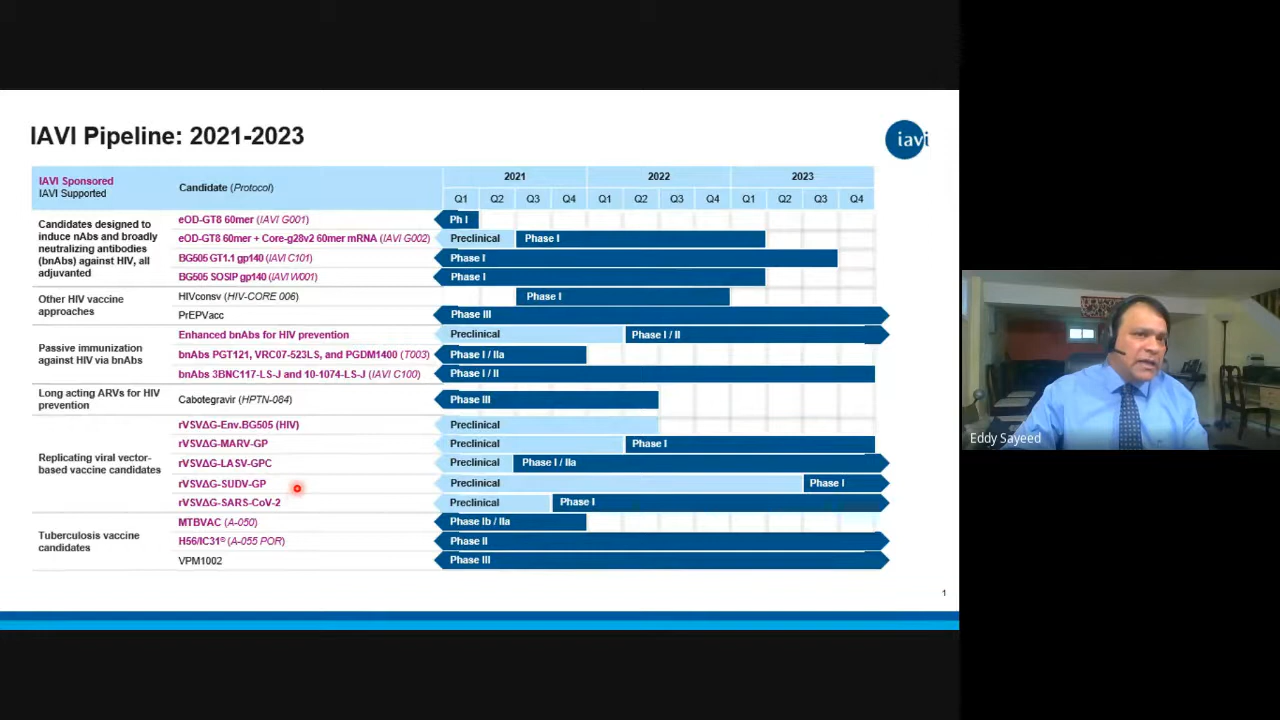 IAVI Pipeline: 2021-2023
iavi
IAVI Sponsored
IAVI Supported
Candidate (Protocol)
2021
2022
2023
Q1
Q2
Q3
Q4
Q1
Q2
Q3
Q4
Q1
Q2
Q3
Q4
Candidates designed to
induce nAbs and broadly
neutralizing antibodies
(bnAbs) against HIV, all
adjuvanted
eOD-GT8 60mer (IAVI G001)
Ph I
eOD-GT8 60mer + Core-g28v2 60mer mRNA (IAVI G002)
Preclinical
Phase I
BG505 GT1.1 gp140 (IAVI C101)
Phase I
BG505 SOSIP gp140 (IAVI W001)
Phase I
Other HIV vaccine
approaches
HIVconsv (HIV-CORE 006)
Phase I
PrEPVacc
Phase III
Passive immunization
against HIV via bnAbs
Enhanced bnAbs for HIV prevention
Preclinical
Phase I / II
bnAbs PGT121, VRC07-523LS, and PGDM1400 (T003)
Phase I / IIa
bnAbs 3BNC117-LS-J and 10-1074-LS-J (IAVI C100)
Phase I / II
Long acting ARVs for HIV
prevention
Cabotegravir (HPTN-084)
Phase III
Replicating viral vector-
based vaccine candidates
rVSVΔG-Env.BG505 (HIV)
Preclinical
rVSVΔG-MARV-GP
Preclinical
Phase I
rVSVΔG-LASV-GPC
Preclinical
Phase I / IIa
rVSVΔG-SUDV-GP
Preclinical
Phase I
rVSVΔG-SARS-CoV-2
Preclinical
Phase I
Tuberculosis vaccine
candidates
MTBVAC (A-050)
Phase Ib / IIa
H56/IC31® (A-055 POR)
Phase II
VPM1002
Phase III
1
Eddy Sayeed